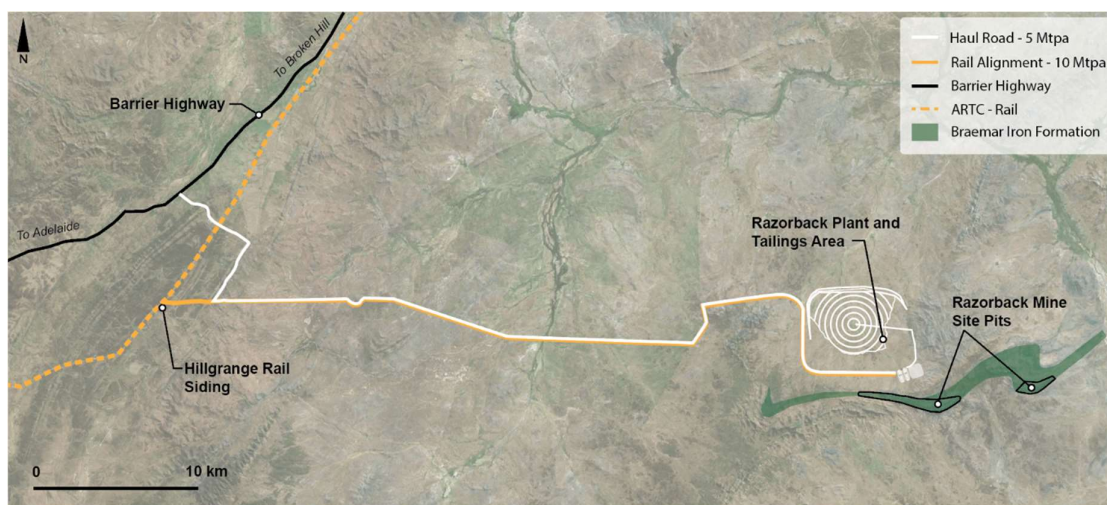 N
To Broken Hill
Barrier Highway
To Adelaide
Hillgrange Rail
Siding
0
10 km
Razorback Plant and
Tailings Area
Razorback Mine
Site Pits
Haul Road - 5 Mtpa
Rail Alignment - 10 Mtpa
Barrier Highway
ARTC - Rail
Braemar Iron Formation